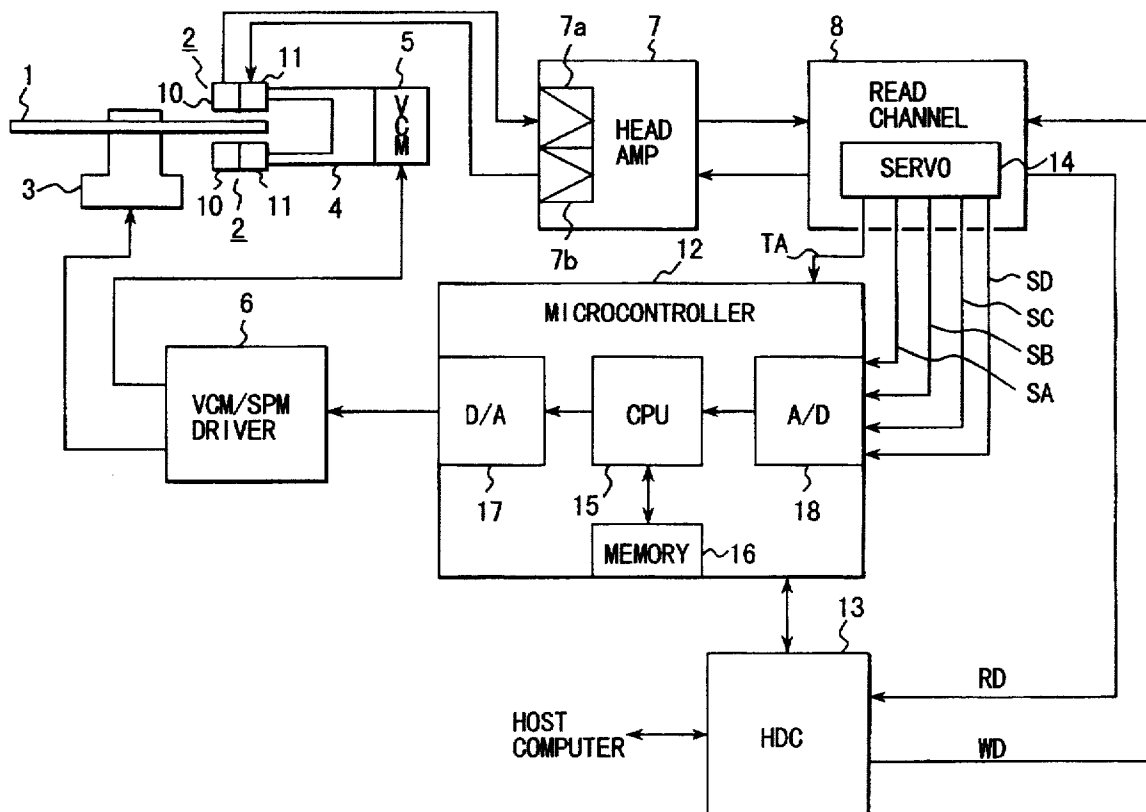 7a
7
8
1
2
11
5
10
VCM
HEAD
AMP
READ
CHANNEL
SERVO
14
3
10
2
11
4
7b
TA
12
SD
SC
SB
SA
MICROCONTROLLER
6
VCM/SPM
DRIVER
D/A
CPU
A/D
17
15
18
MEMORY
16
13
RD
HOST
COMPUTER
HDC
WD